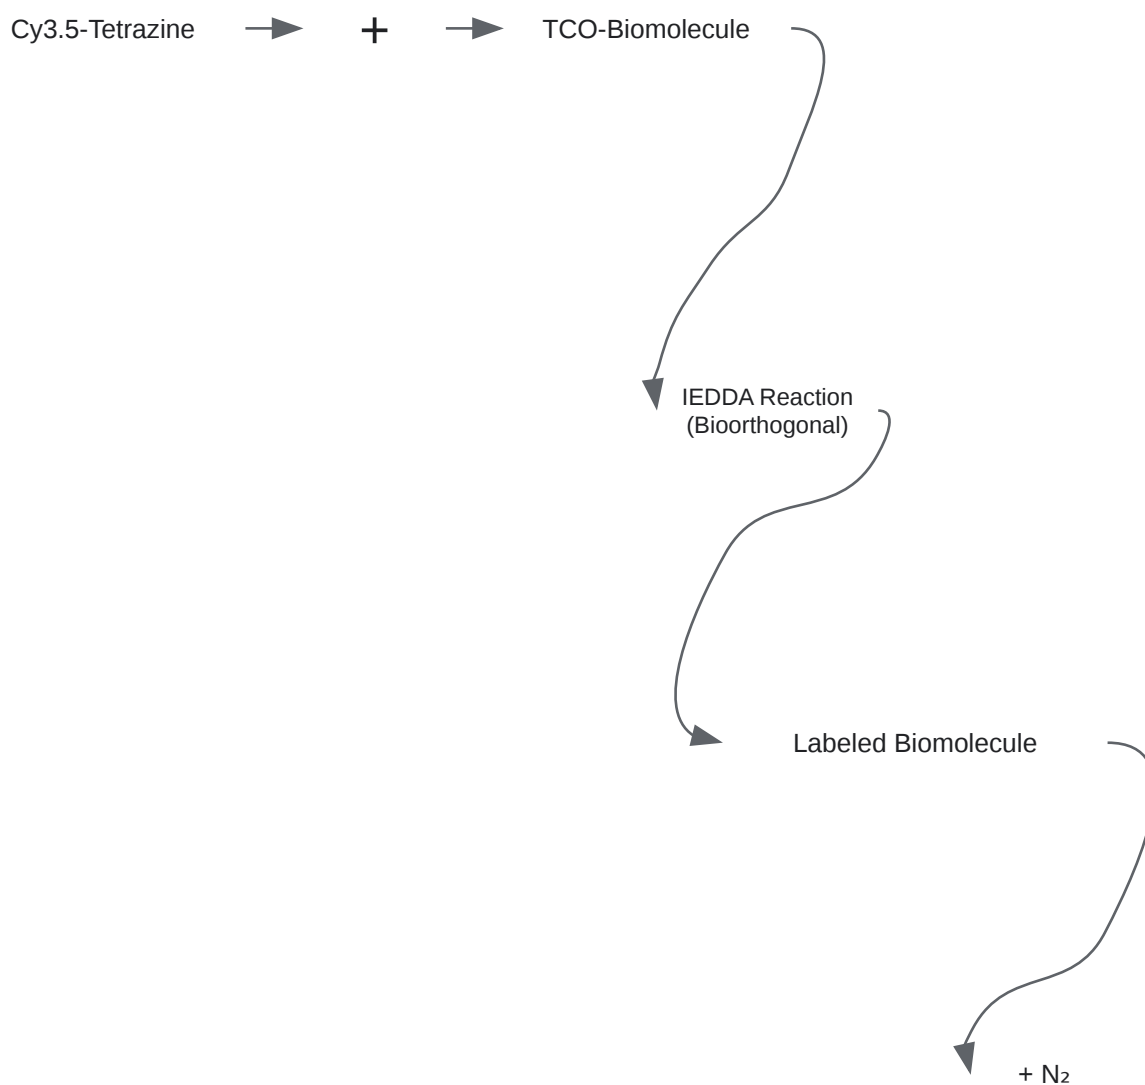 Cy3.5-Tetrazine + TCO-Biomolecule
IEDDA Reaction
(Bioorthogonal)
Labeled Biomolecule
+ N₂